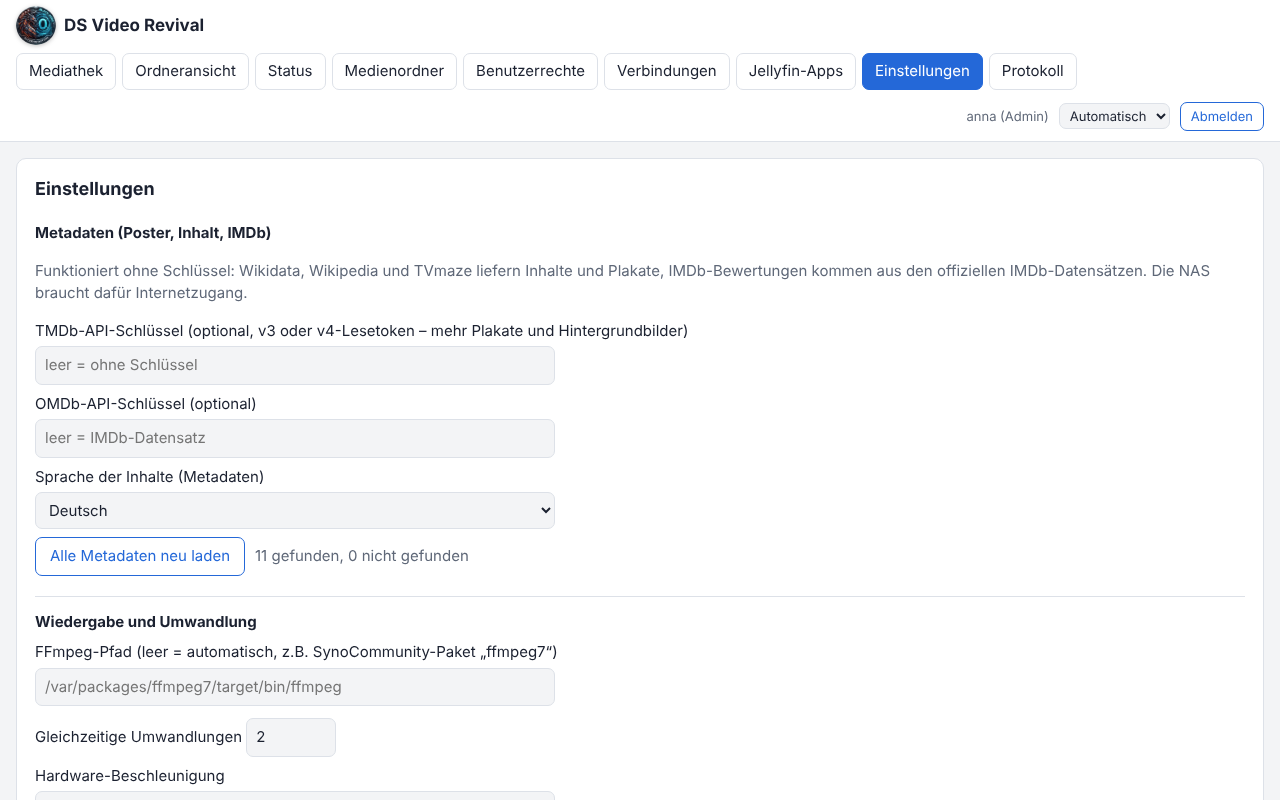 DS Video Revival
Mediathek
Ordneransicht
Status
Medienordner
Benutzerrechte
Verbindungen
Jellyfin-Apps
Einstellungen
Protokoll
anna (Admin)
Automatisch
Abmelden
Einstellungen
Metadaten (Poster, Inhalt, IMDb)
Funktioniert ohne Schlüssel: Wikidata, Wikipedia und TVmaze liefern Inhalte und Plakate, IMDb-Bewertungen kommen aus den offiziellen IMDb-Datensätzen. Die NAS
braucht dafür Internetzugang.
TMDb-API-Schlüssel (optional, v3 oder v4-Lesetoken – mehr Plakate und Hintergrundbilder)
leer = ohne Schlüssel
OMDb-API-Schlüssel (optional)
leer = IMDb-Datensatz
Sprache der Inhalte (Metadaten)
Deutsch
Alle Metadaten neu laden
11 gefunden, 0 nicht gefunden
Wiedergabe und Umwandlung
FFmpeg-Pfad (leer = automatisch, z.B. SynoCommunity-Paket „ffmpeg7“)
/var/packages/ffmpeg7/target/bin/ffmpeg
Gleichzeitige Umwandlungen 2
Hardware-Beschleunigung